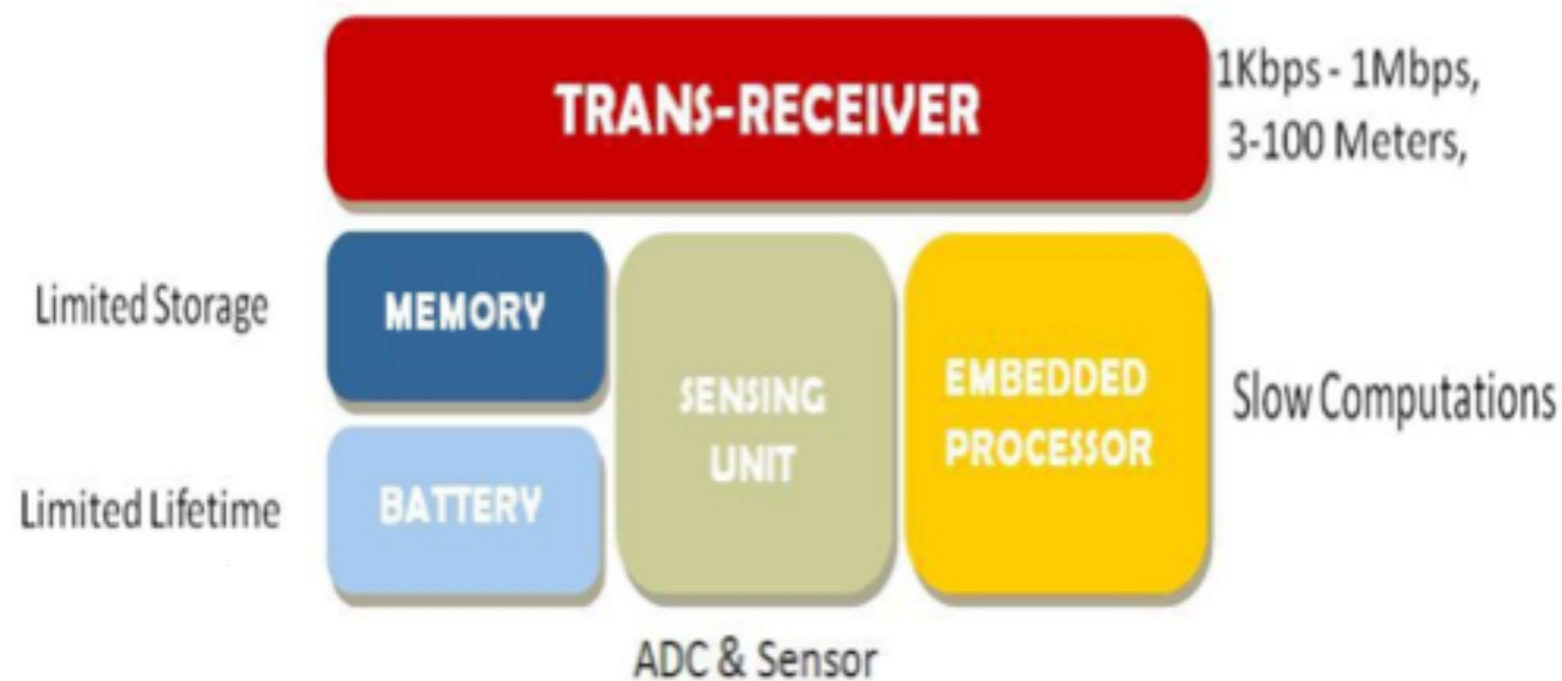 TRANS-RECEIVER
1Kbps - 1Mbps,
3-100 Meters,
Limited Storage
MEMORY
SENSING
UNIT
EMBEDDED
PROCESSOR
Slow Computations
Limited Lifetime
BATTERY
ADC & Sensor